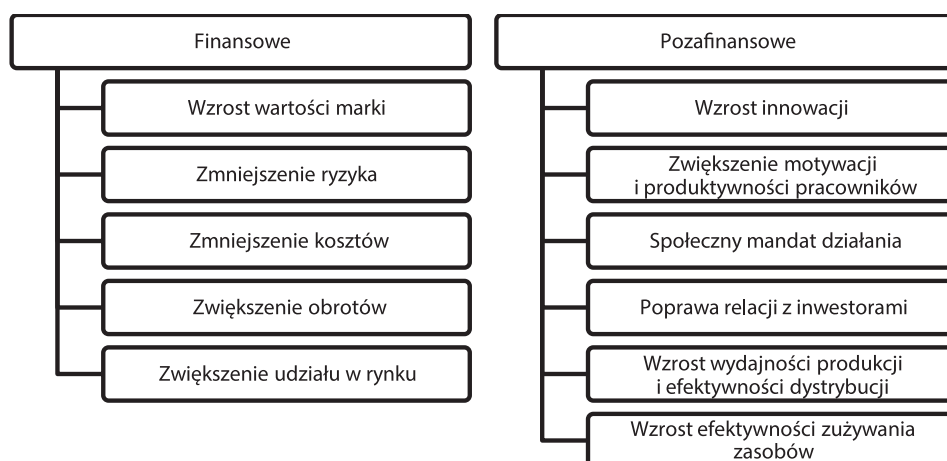 Finansowe
Wzrost wartości marki
Zmniejszenie ryzyka
Zmniejszenie kosztów
Zwiększenie obrotów
Zwiększenie udziału w rynku
Pozafinansowe
Wzrost innowacji
Zwiększenie motywacji
i produktywności pracowników
Społeczny mandat działania
Poprawa relacji z inwestorami
Wzrost wydajności produkcji
i efektywności dystrybucji
Wzrost efektywności zużywania
zasobów